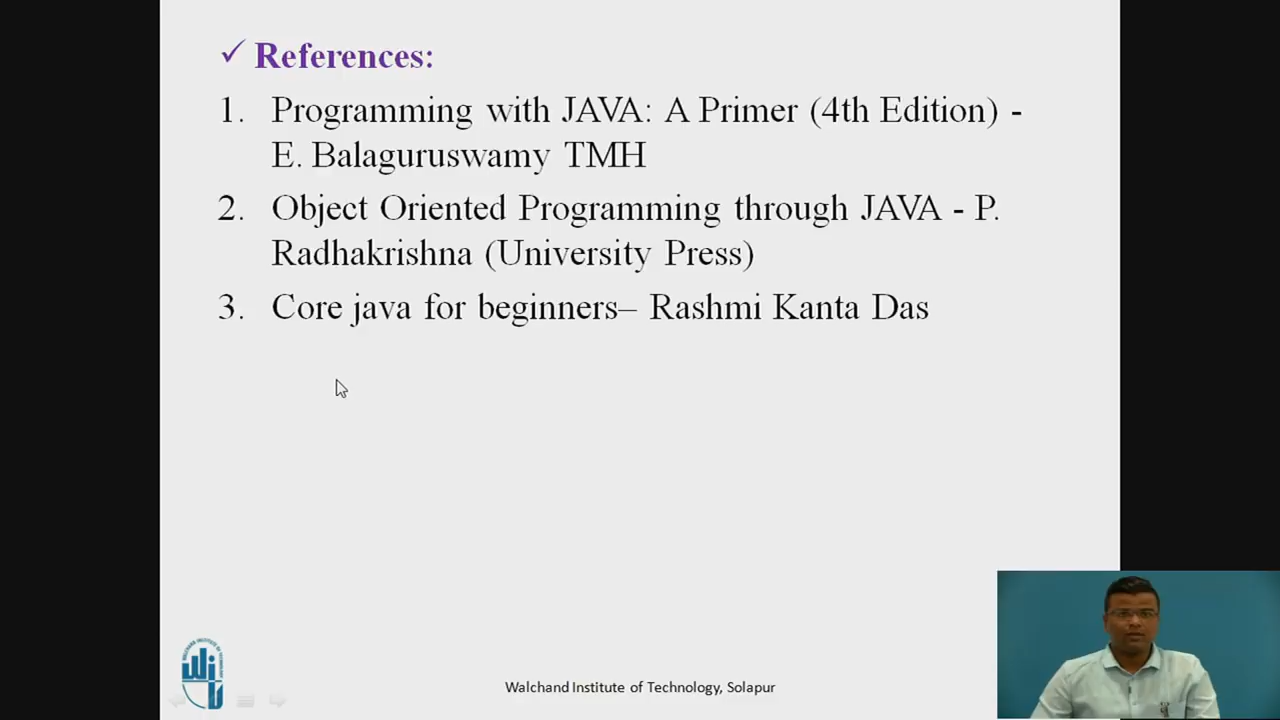 ✓ References:
1. Programming with JAVA: A Primer (4th Edition) -
E. Balaguruswamy TMH
2. Object Oriented Programming through JAVA - P.
Radhakrishna (University Press)
3. Core java for beginners– Rashmi Kanta Das
Walchand Institute of Technology, Solapur